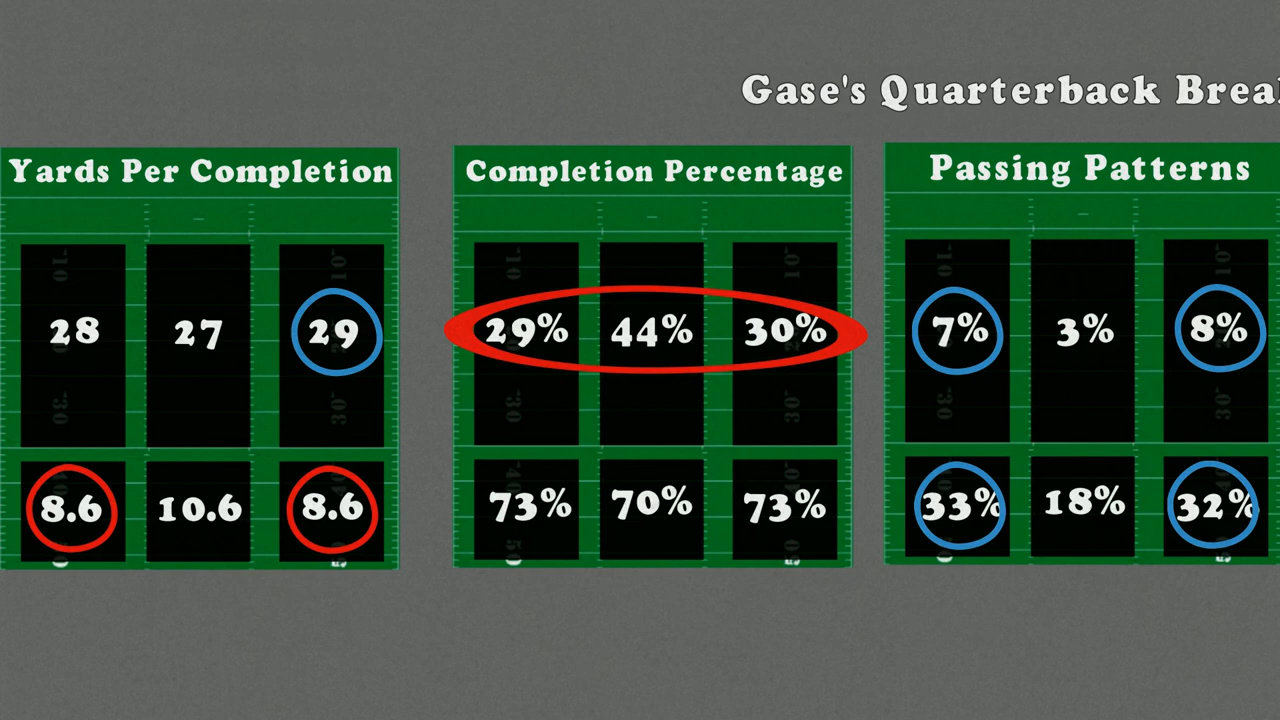 Gase's Quarterback
Yards Per Completion
28 27 29
8.6 10.6 8.6
Completion Percentage
29% 44% 30%
73% 70% 73%
Passing Patterns
7% 3% 8%
33% 18% 32%